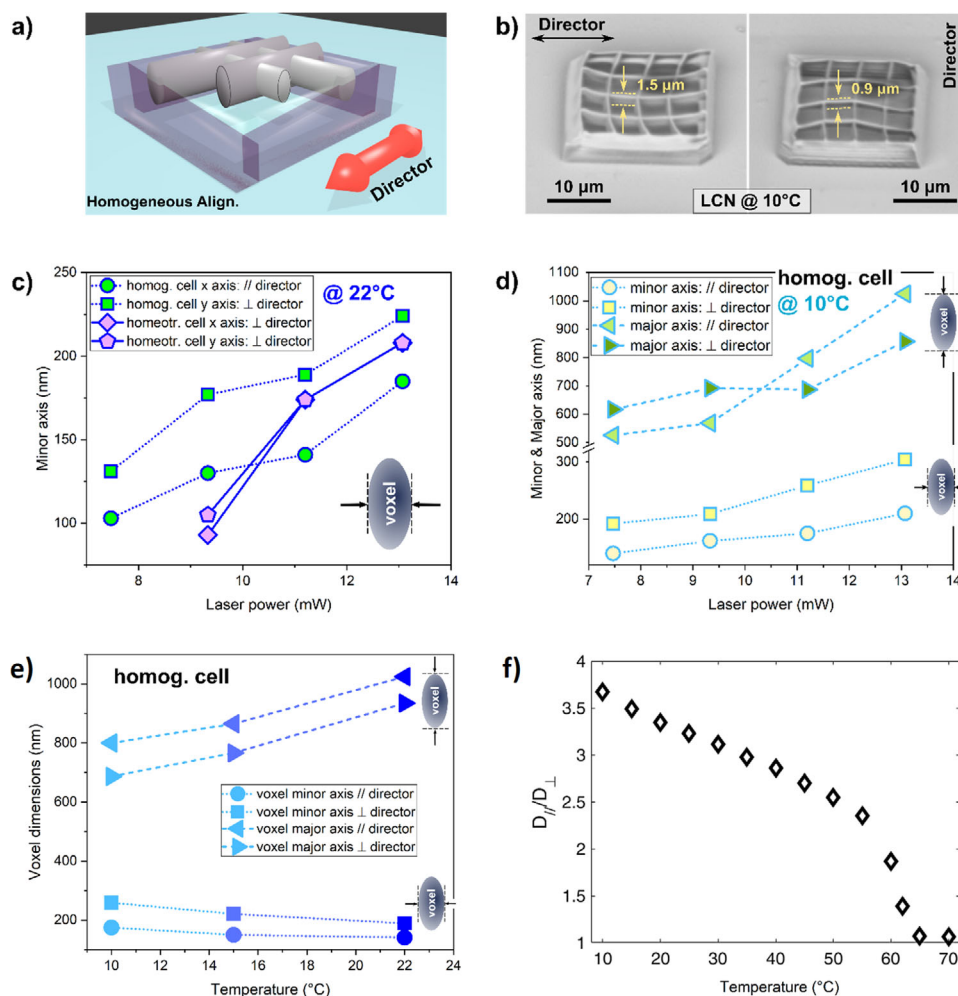 a)
Director
Homogeneous Align.
b)
Director
Director
1.5 µm
0.9 µm
10 µm
10 µm
LCN @ 10°C
c)
250
200
150
100
8
10
12
14
Minor axis (nm)
Laser power (mW)
homog. cell x axis: // director
homog. cell y axis: ⊥ director
homeotr. cell x axis: ⊥ director
homeotr. cell y axis: ⊥ director
@ 22°C
voxel
d)
1100
1000
900
800
700
600
500
300
200
7
8
9
10
11
12
13
14
Minor & Major axis (nm)
Laser power (mW)
minor axis: // director
minor axis: ⊥ director
major axis: // director
major axis: ⊥ director
homog. cell
@ 10°C
voxel
voxel
e)
homog. cell
1000
800
600
400
200
10
12
14
16
18
20
22
24
Voxel dimensions (nm)
Temperature (°C)
voxel minor axis // director
voxel minor axis ⊥ director
voxel major axis // director
voxel major axis ⊥ director
voxel
voxel
f)
4
3.5
3
2.5
2
1.5
1
10
20
30
40
50
60
70
D///D⊥
Temperature (°C)